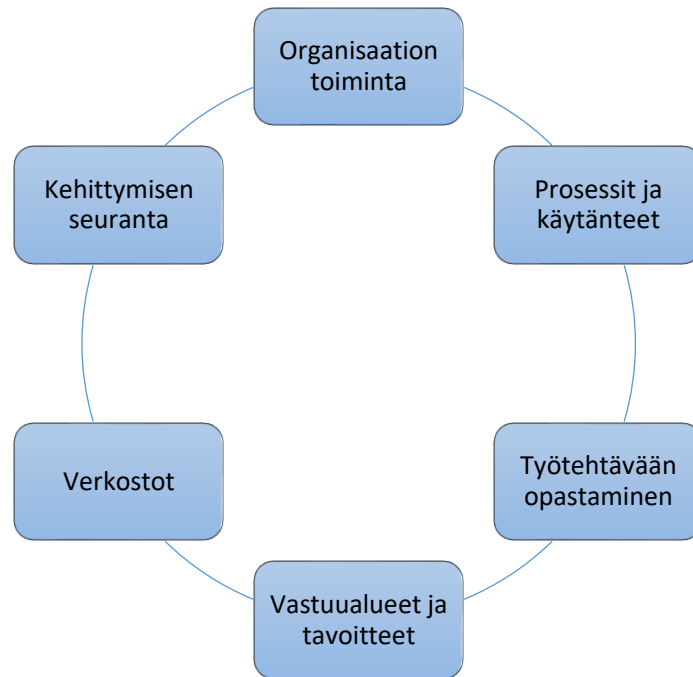 Organisaation
toiminta
Prosessit ja
käytänteet
Työtehtävään
opastaminen
Vastuualueet ja
tavoitteet
Verkostot
Kehittymisen
seuranta